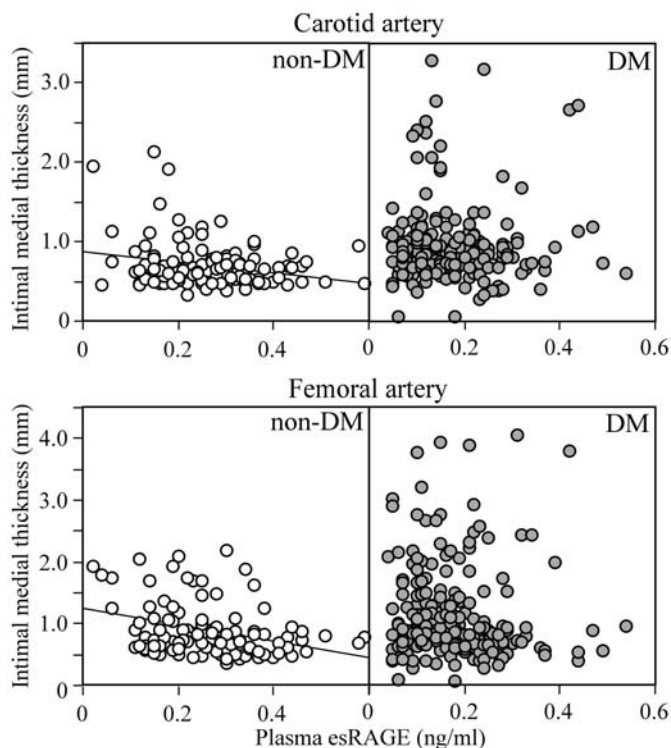 Carotid artery
non-DM DM
Intimal medial thickness (mm)
3.0
2.0
1.0
0
0 0.2 0.4 0 0.2 0.4 0.6
Femoral artery
non-DM DM
Intimal medial thickness (mm)
4.0
3.0
2.0
1.0
0
0 0.2 0.4 0 0.2 0.4 0.6
Plasma esRAGE (ng/ml)